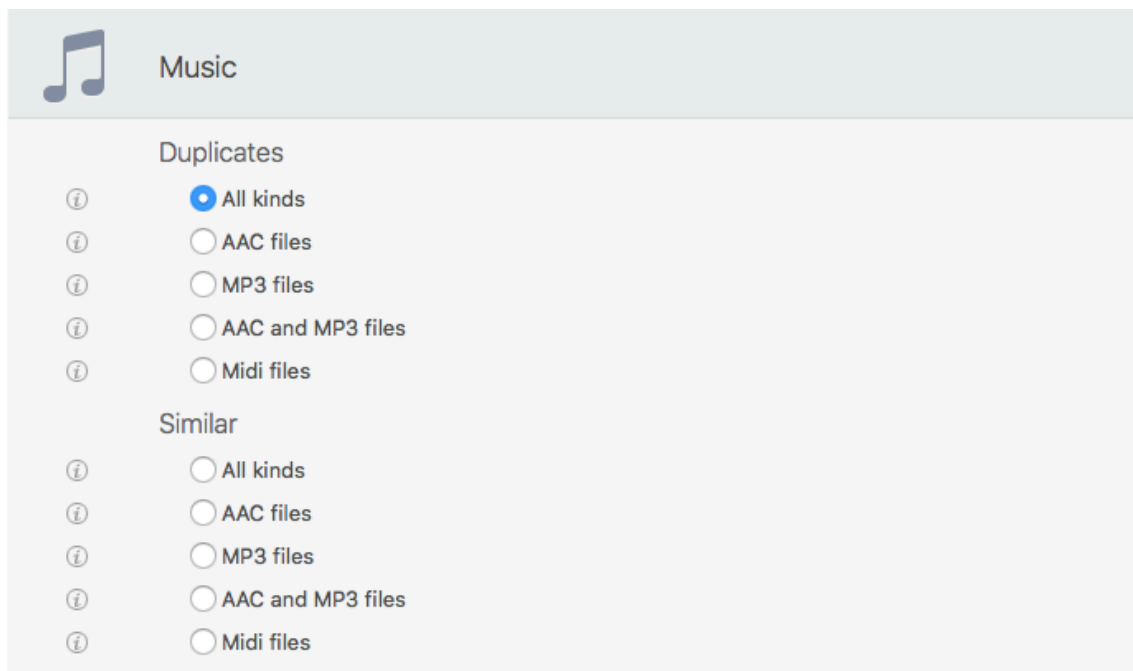 Music
Duplicates
All kinds
AAC files
MP3 files
AAC and MP3 files
Midi files
Similar
All kinds
AAC files
MP3 files
AAC and MP3 files
Midi files